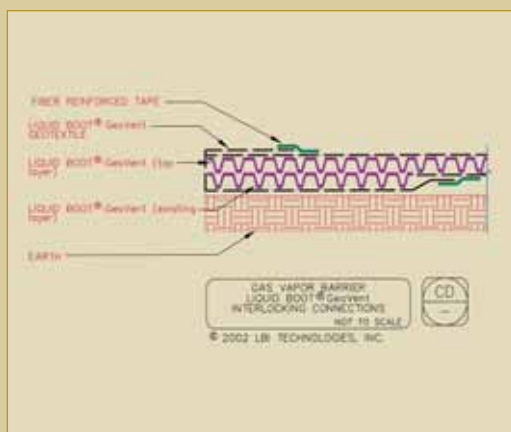 FIBER REINFORCED TAPE
LIQUID BOOT® GeoVent
GEOTEXTILE
LIQUID BOOT® GeoVent (top
layer)
LIQUID BOOT® GeoVent (existing
layer)
EARTH
GAS VAPOR BARRIER
LIQUID BOOT® GeoVent
INTERLOCKING CONNECTIONS
NOT TO SCALE
CD
© 2002 LBI TECHNOLOGIES, INC.